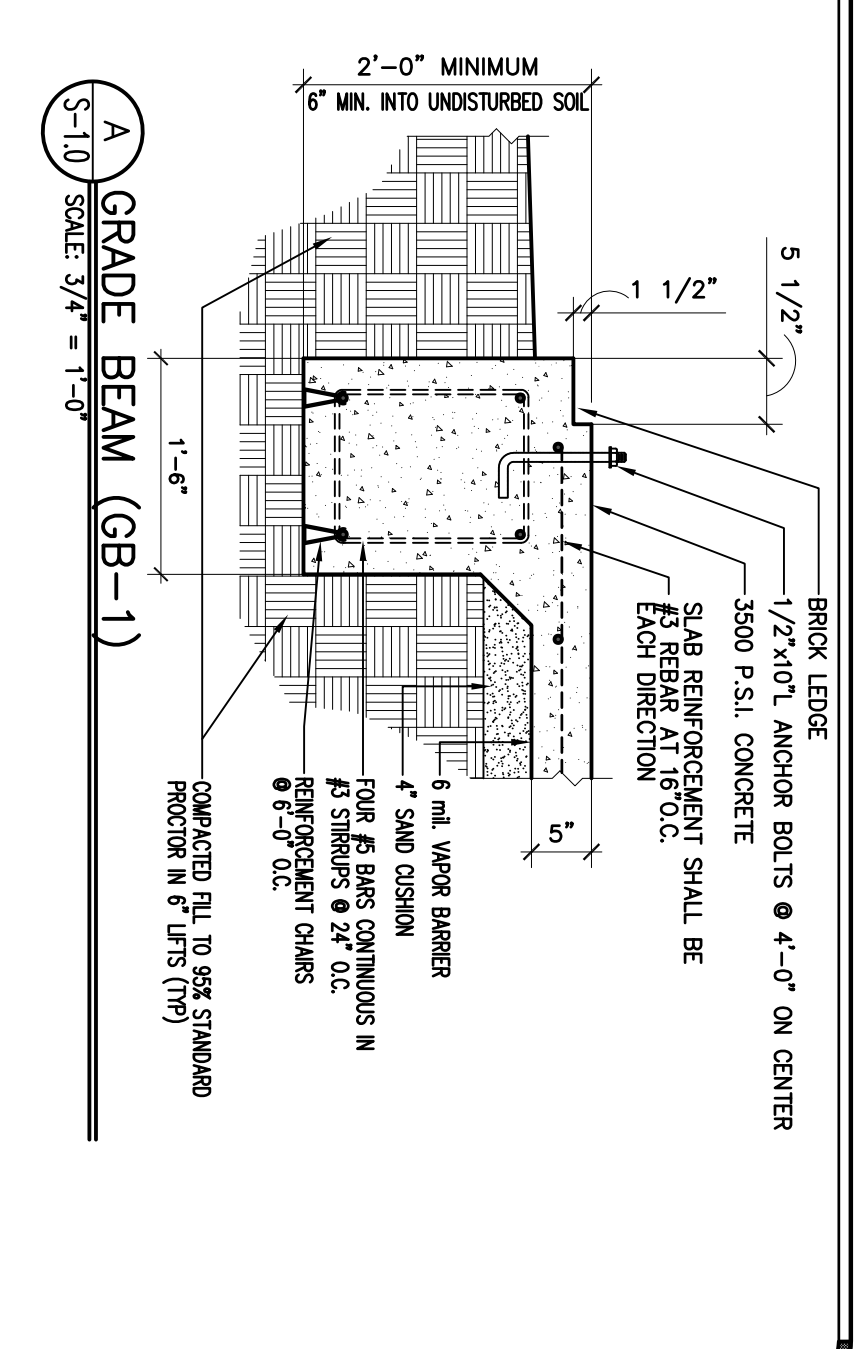 5 1/2"
1 1/2"
2'-0" MINIMUM
6" MIN. INTO UNDISTURBED SOIL
BRICK LEDGE
1/2"x10"L ANCHOR BOLTS @ 4'-0" ON CENTER
3500 P.S.I. CONCRETE
SLAB REINFORCEMENT SHALL BE
#3 REBAR AT 16"O.C.
EACH DIRECTION
5"
6 mil. VAPOR BARRIER
4" SAND CUSHION
FOUR #5 BARS CONTINUOUS IN
#3 STIRRUPS @ 24" O.C.
REINFORCEMENT CHAIRS
@ 6'-0" O.C.
COMPACTED FILL TO 95% STANDARD
PROCTOR IN 6" LIFTS (TYP)
1'-6"
A
S-1.0
GRADE BEAM (GB-1)
SCALE: 3/4" = 1'-0"